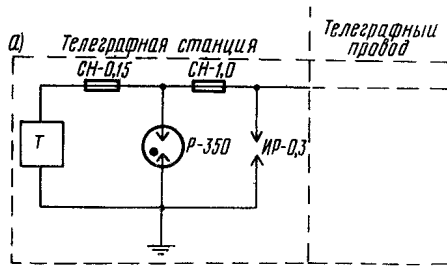 а) Телеграфная станция
Телеграфный
провод
СН-0,15
СН-1,0
Т
Р-350
ИР-0,3